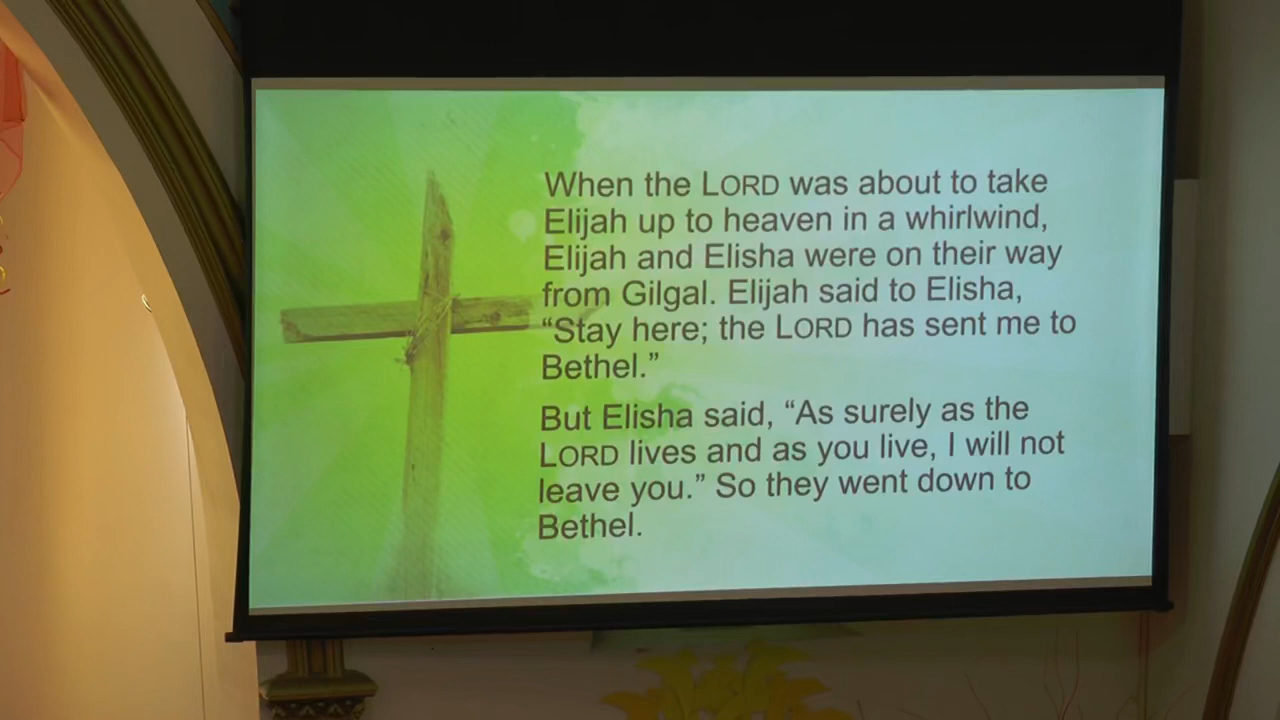 When the LORD was about to take
Elijah up to heaven in a whirlwind,
Elijah and Elisha were on their way
from Gilgal. Elijah said to Elisha,
“Stay here; the LORD has sent me to
Bethel.”
But Elisha said, “As surely as the
LORD lives and as you live, I will not
leave you.” So they went down to
Bethel.